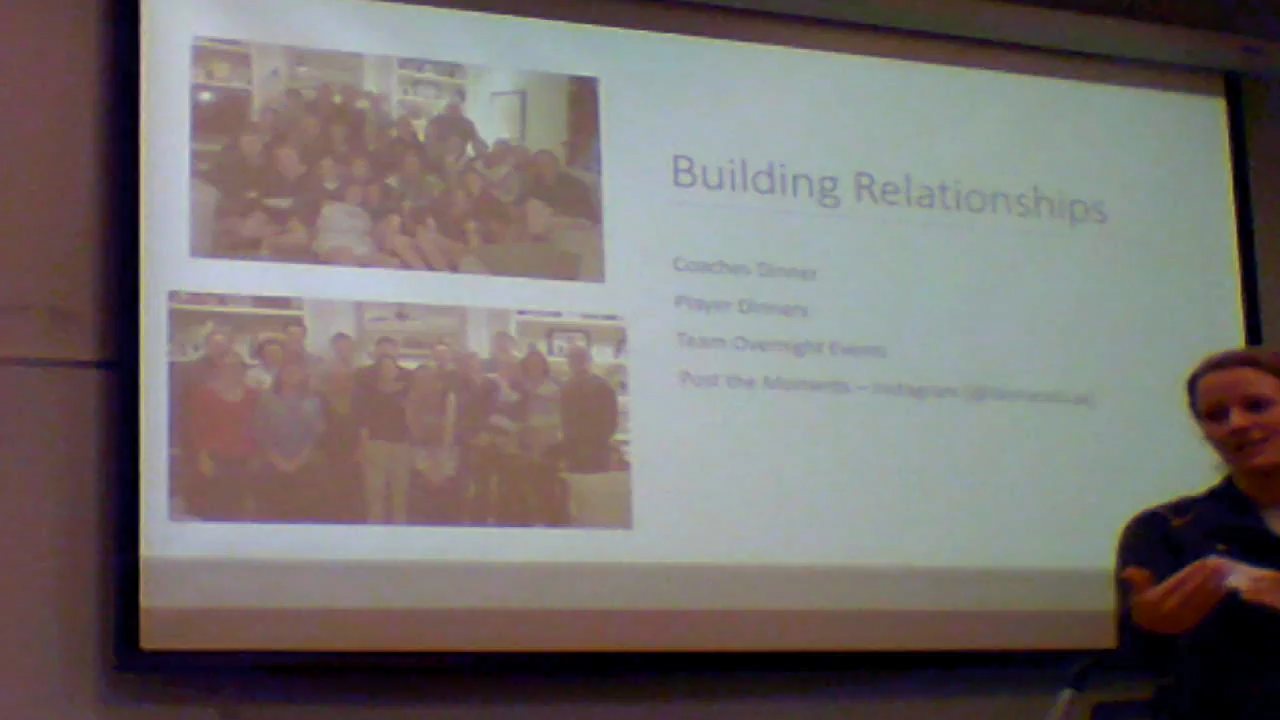 Building Relationships
Coaches Dinner
Player Dinners
Team Overnight Events
Post the Moments – Instagram